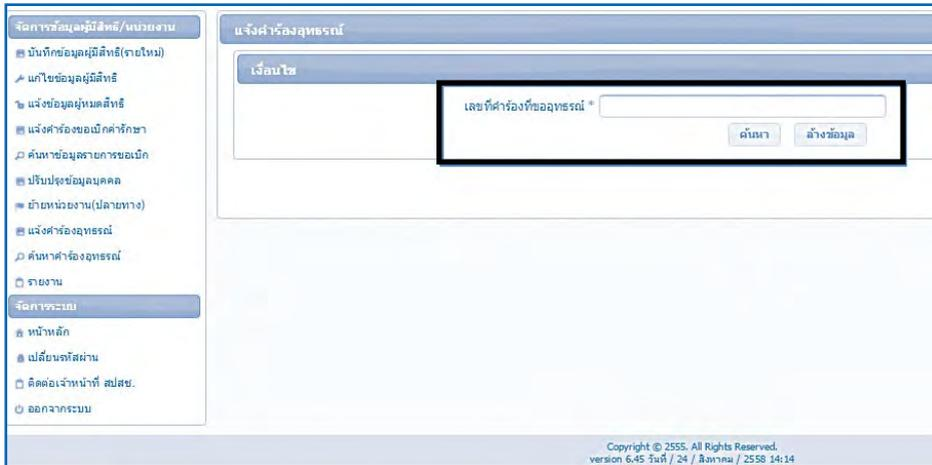 จัดการข้อมูลผู้มีสิทธิ/หน่วยงาน
บันทึกข้อมูลผู้มีสิทธิ(รายใหม่)
แก้ไขข้อมูลผู้มีสิทธิ
แจ้งข้อมูลผู้หมดสิทธิ
แจ้งคำร้องขอเบิกค่ารักษา
ค้นหาข้อมูลรายการขอเบิก
ปรับปรุงข้อมูลบุคคล
ย้ายหน่วยงาน(ปลายทาง)
แจ้งคำร้องอุทธรณ์
ค้นหาคำร้องอุทธรณ์
รายงาน
จัดการระบบ
หน้าหลัก
เปลี่ยนรหัสผ่าน
ติดต่อเจ้าหน้าที่ สปสช.
ออกจากระบบ
แจ้งคำร้องอุทธรณ์
เงื่อนไข
เลขที่คำร้องที่ขออุทธรณ์ *
ค้นหา ล้างข้อมูล
Copyright © 2555. All Rights Reserved.
version 6.45 วันที่ / 24 / สิงหาคม / 2558 14:14